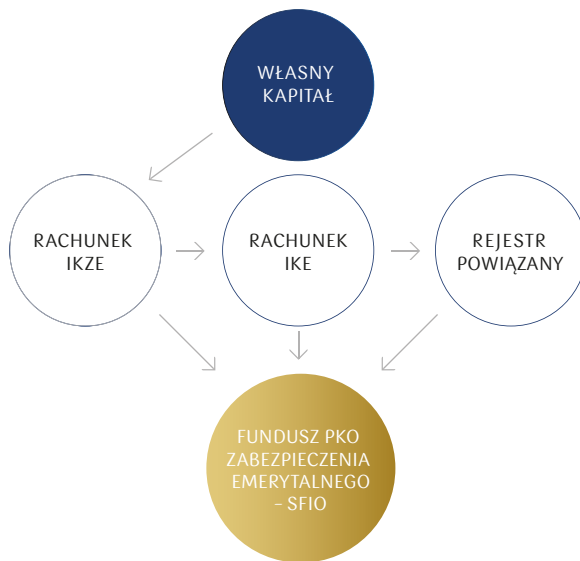 WŁASNY
KAPITAŁ
RACHUNEK
IKZE
RACHUNEK
IKE
REJESTR
POWIĄZANY
FUNDUSZ PKO
ZABEZPIECZENIA
EMERYTALNEGO
– SFIO